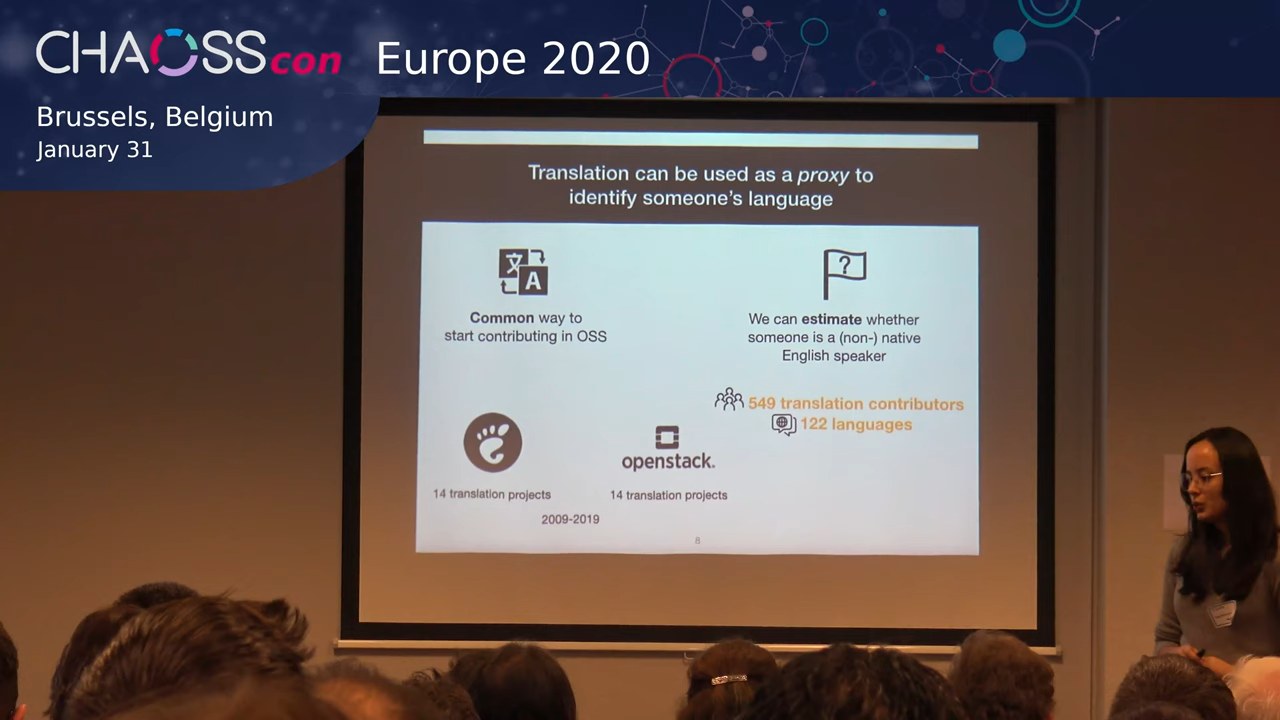 CHAOSScon Europe 2020
Brussels, Belgium
January 31
Translation can be used as a proxy to
identify someone's language
文 A
?
Common way to
start contributing in OSS
We can estimate whether
someone is a (non-) native
English speaker
549 translation contributors
122 languages
openstack.
14 translation projects
14 translation projects
2009-2019
8